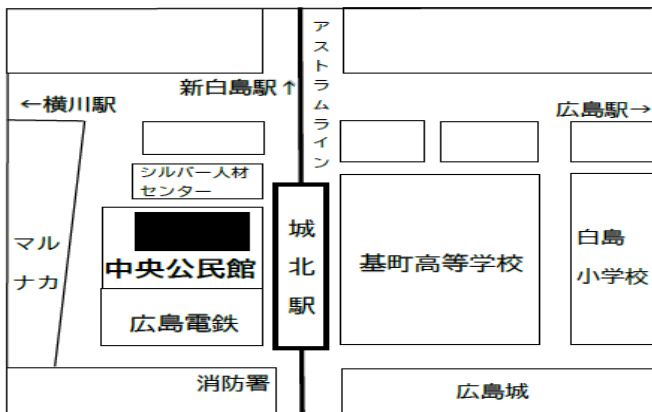 アストラムライン
新白島駅↑
←横川駅
広島駅→
シルバー人材
センター
マル
ナカ
中央公民館
城北駅
基町高等学校
白島
小学校
広島電鉄
消防署
広島城